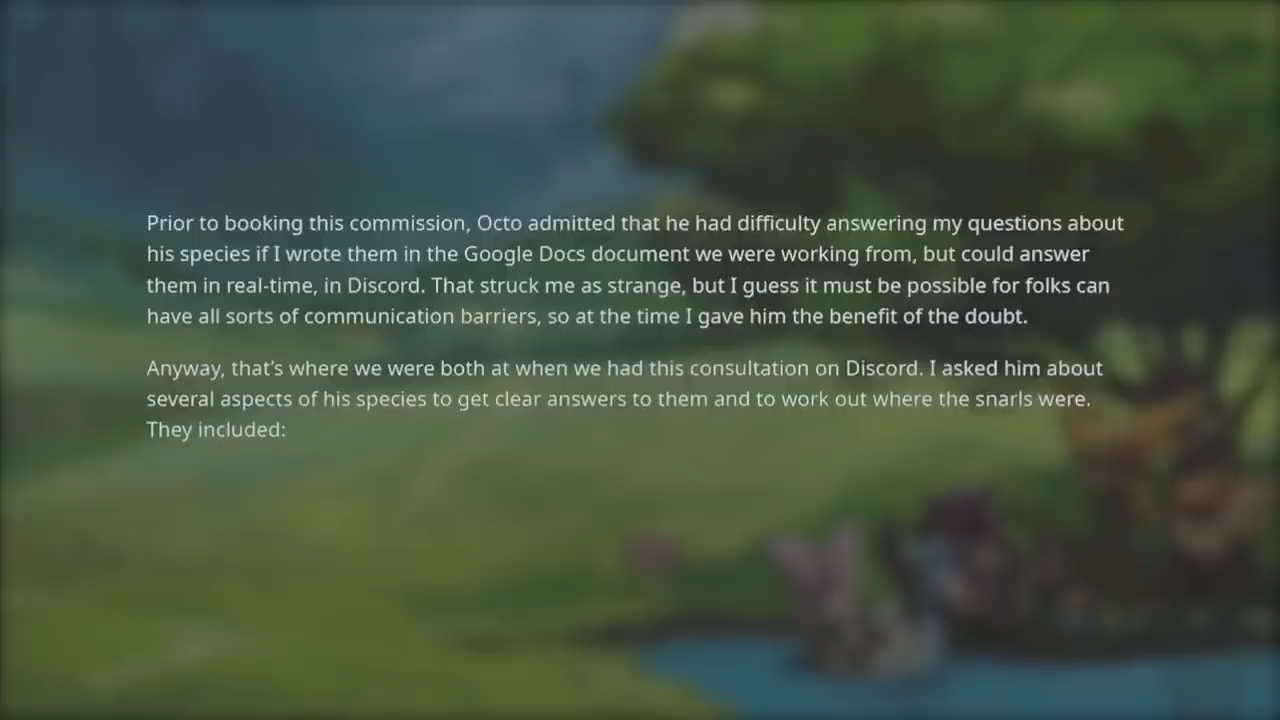 Prior to booking this commission, Octo admitted that he had difficulty answering my questions about
his species if I wrote them in the Google Docs document we were working from, but could answer
them in real-time, in Discord. That struck me as strange, but I guess it must be possible for folks can
have all sorts of communication barriers, so at the time I gave him the benefit of the doubt.
Anyway, that’s where we were both at when we had this consultation on Discord. I asked him about
several aspects of his species to get clear answers to them and to work out where the snarls were.
They included: